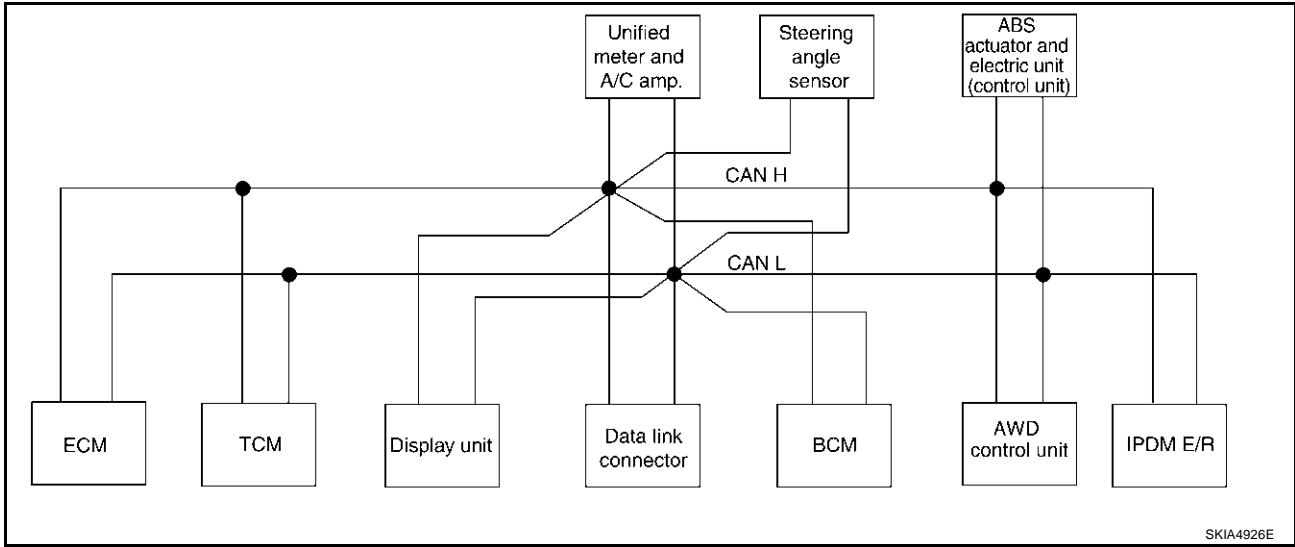 Unified
meter and
A/C amp.
Steering
angle
sensor
ABS
actuator and
electric unit
(control unit)
CAN H
CAN L
ECM
TCM
Display unit
Data link
connector
BCM
AWD
control unit
IPDM E/R
SKIA4926E